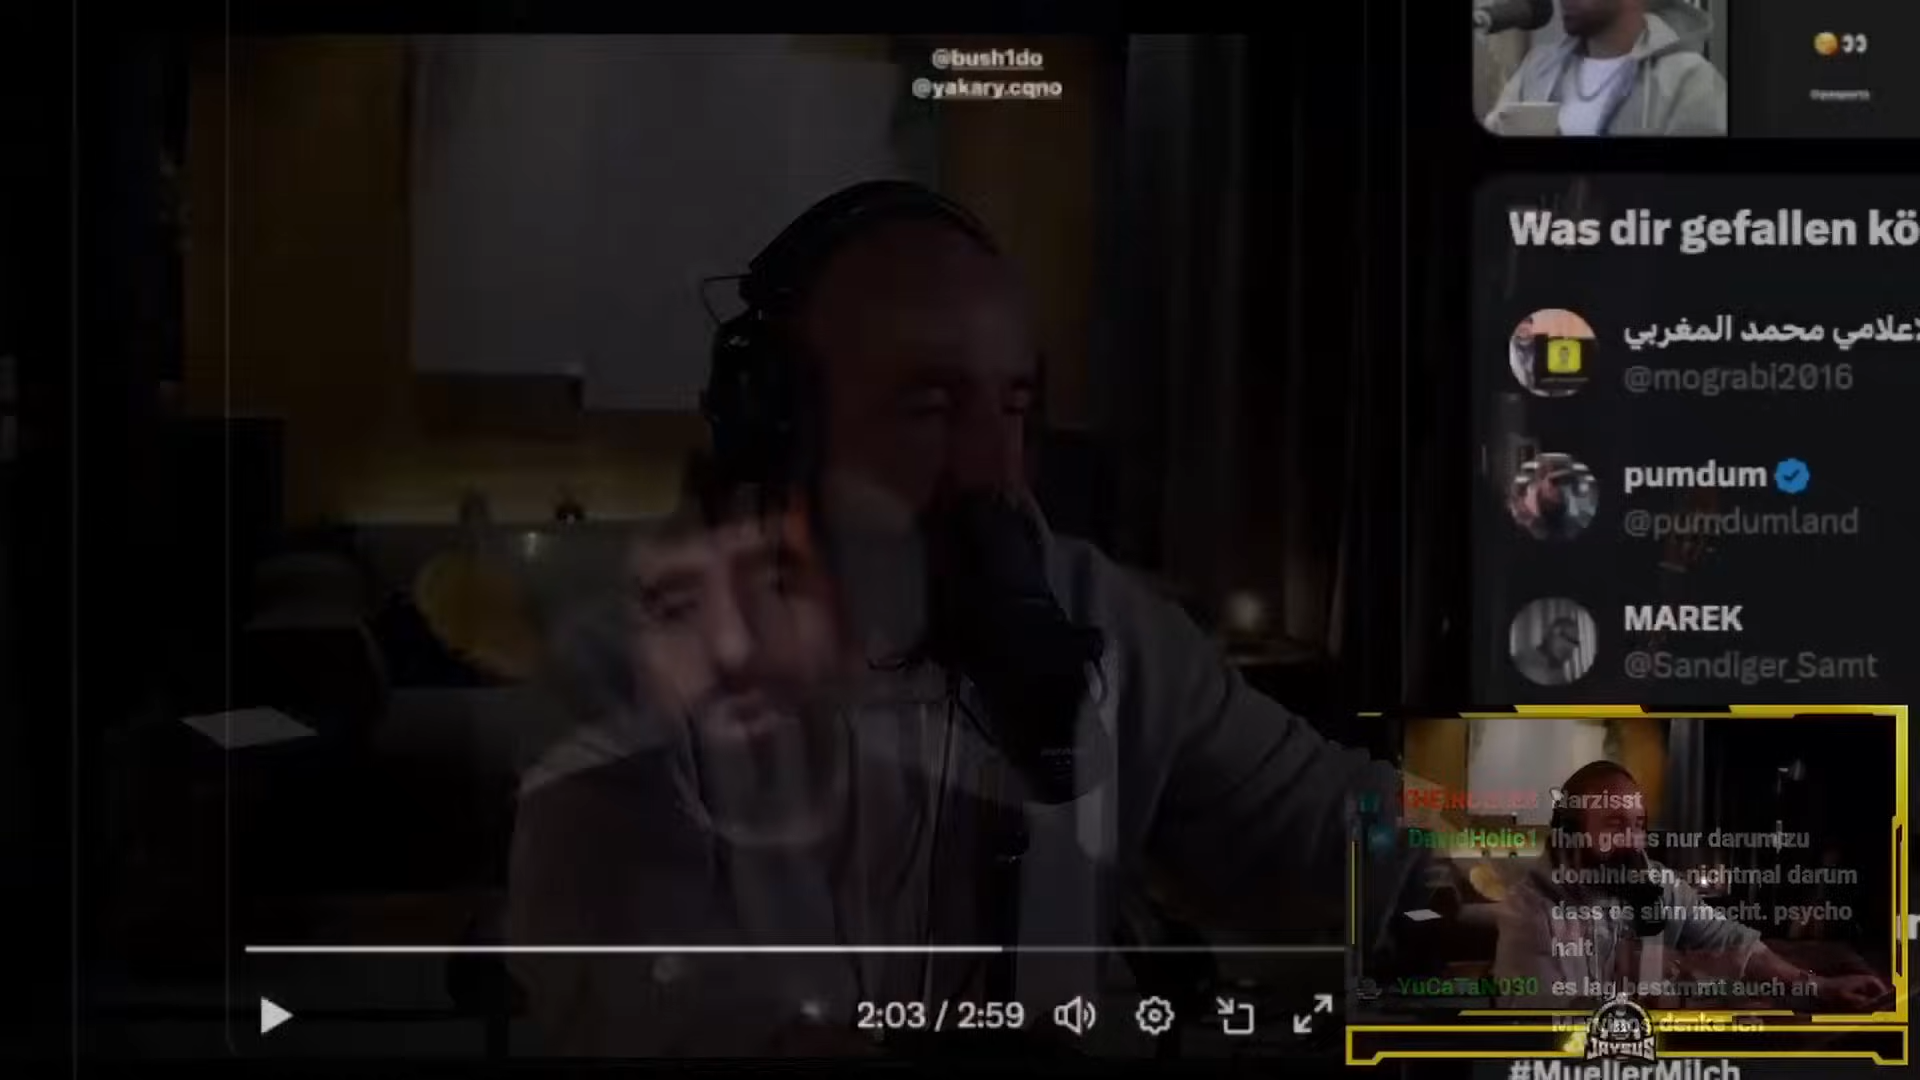 @bush1do
@yakary.cqno
Was dir gefallen kö
إعلامي محمد المغربي
@mograbi2016
pumdum
@pumdumland
MAREK
@Sandiger_Samt
Narzisst
DavidHolic1 Ihm gehts nur darum zu
dominieren, nichtmal darum
dass es sinn macht. psycho
halt
YuCaTaN030 es lag bestimmt auch an
denke ich
JAYSUS
2:03 / 2:59
#MuellerMilch